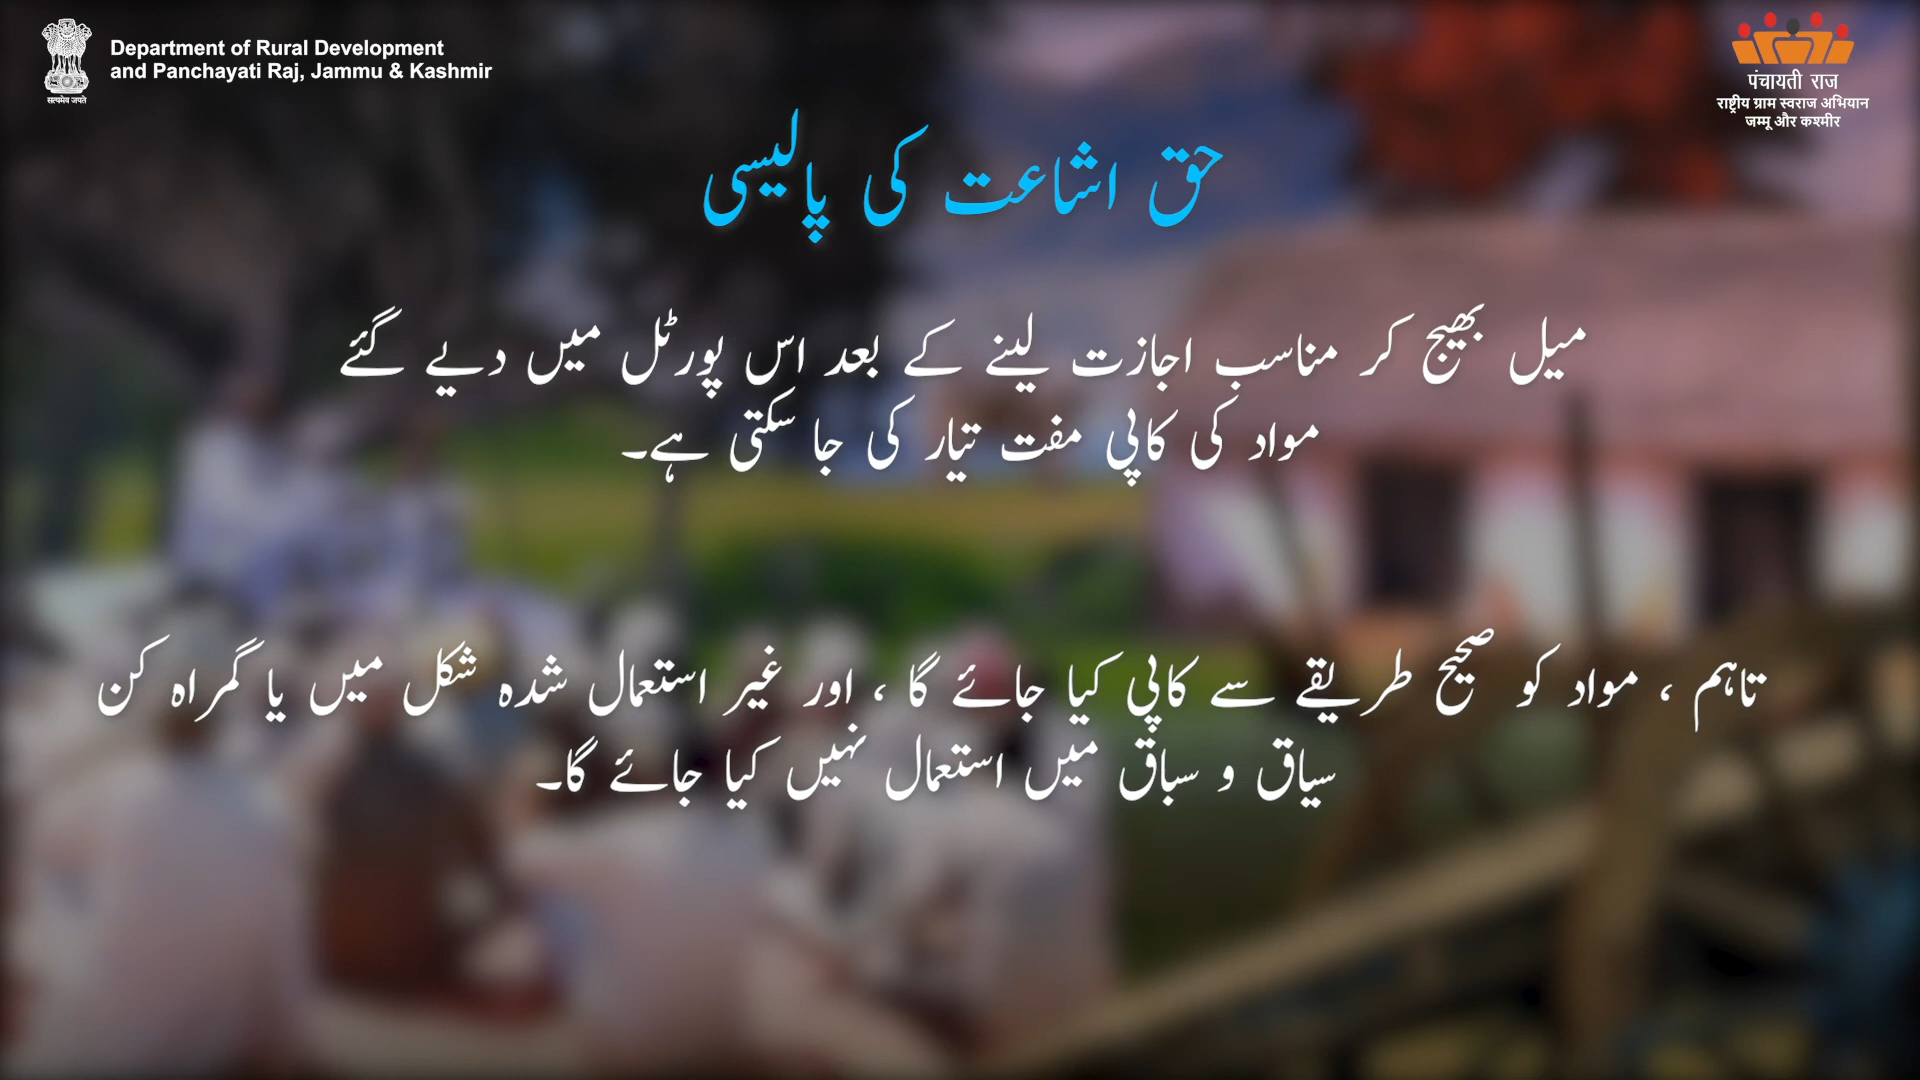 Department of Rural Development
and Panchayati Raj, Jammu & Kashmir
सत्यमेव जयते
पंचायती राज
राष्ट्रीय ग्राम स्वराज अभियान
जम्मू और कश्मीर
حق اشاعت کی پالیسی
میل بھیج کر مناسب اجازت لینے کے بعد اس پورٹل میں دیے گئے
مواد کی کاپی مفت تیار کی جا سکتی ہے۔
تاہم ، مواد کو صحیح طریقے سے کاپی کیا جائے گا ، اور غیر استعمال شدہ شکل میں یا گمراہ کن
سیاق و سباق میں استعمال نہیں کیا جائے گا۔